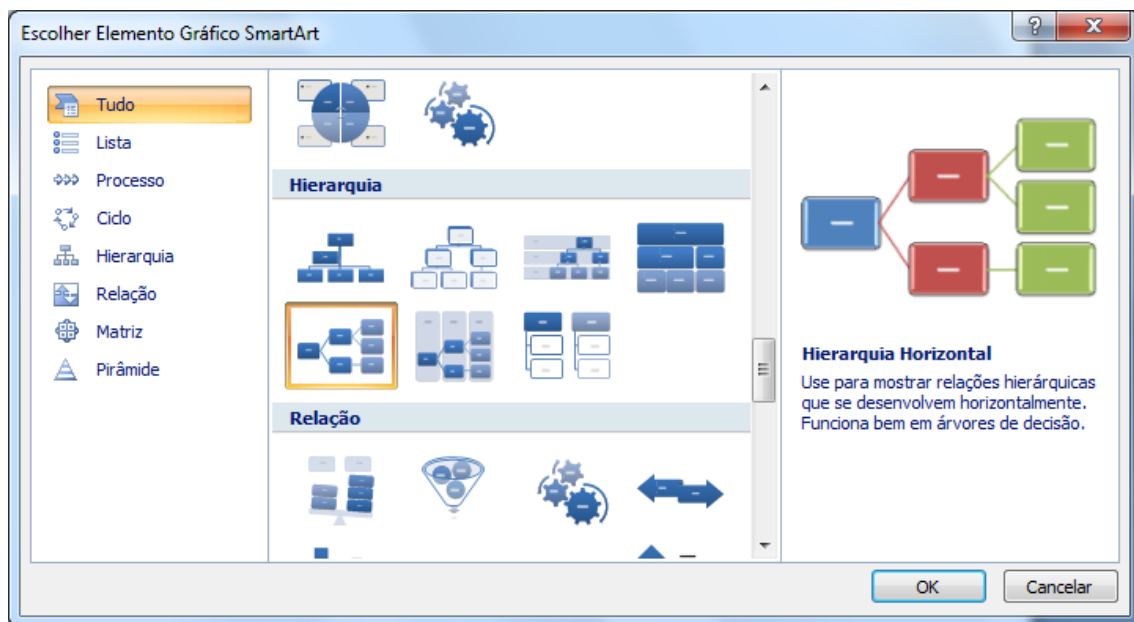 Escolher Elemento Gráfico SmartArt
?
X
Tudo
Lista
Processo
Ciclo
Hierarquia
Relação
Matriz
Pirâmide
Hierarquia
Relação
Hierarquia Horizontal
Use para mostrar relações hierárquicas
que se desenvolvem horizontalmente.
Funciona bem em árvores de decisão.
OK
Cancelar